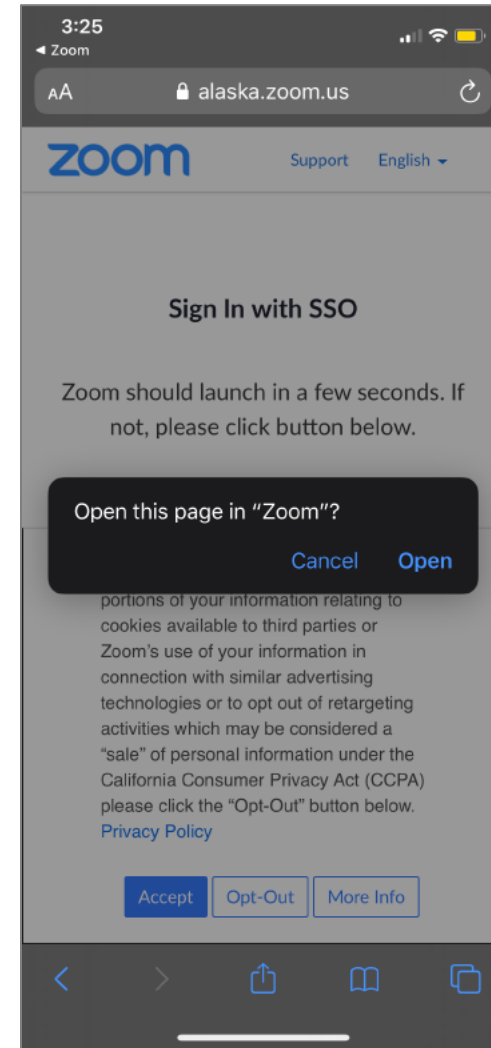 3:25
◀ Zoom
AA alaska.zoom.us
zoom Support English
Sign In with SSO
Zoom should launch in a few seconds. If
not, please click button below.
Open this page in “Zoom”?
Cancel Open
portions of your information relating to
cookies available to third parties or
Zoom’s use of your information in
connection with similar advertising
technologies or to opt out of retargeting
activities which may be considered a
“sale” of personal information under the
California Consumer Privacy Act (CCPA)
please click the “Opt-Out” button below.
Privacy Policy
Accept Opt-Out More Info